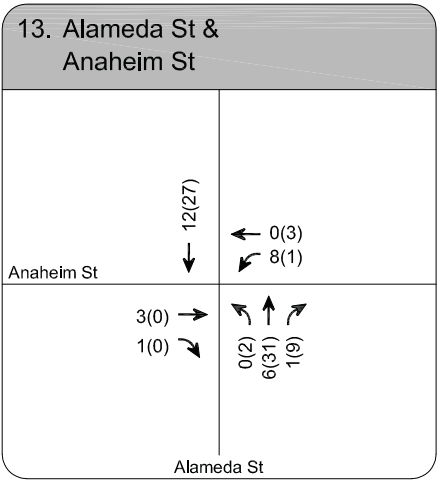 13. Alameda St &
Anaheim St
12(27)
0(3)
8(1)
Anaheim St
3(0)
1(0)
0(2)
6(31)
1(9)
Alameda St